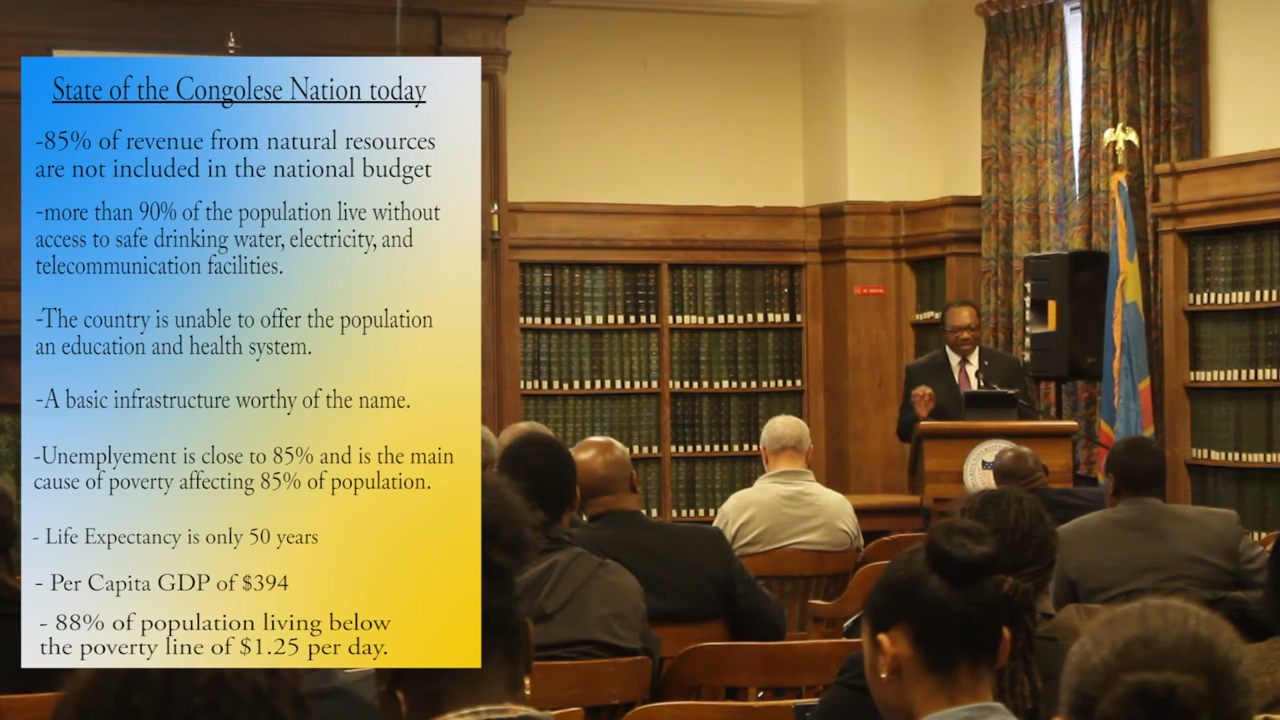 State of the Congolese Nation today
-85% of revenue from natural resources
are not included in the national budget
-more than 90% of the population live without
access to safe drinking water, electricity, and
telecommunication facilities.
-The country is unable to offer the population
an education and health system.
-A basic infrastructure worthy of the name.
-Unemplyement is close to 85% and is the main
cause of poverty affecting 85% of population.
- Life Expectancy is only 50 years
- Per Capita GDP of $394
- 88% of population living below
the poverty line of $1.25 per day.